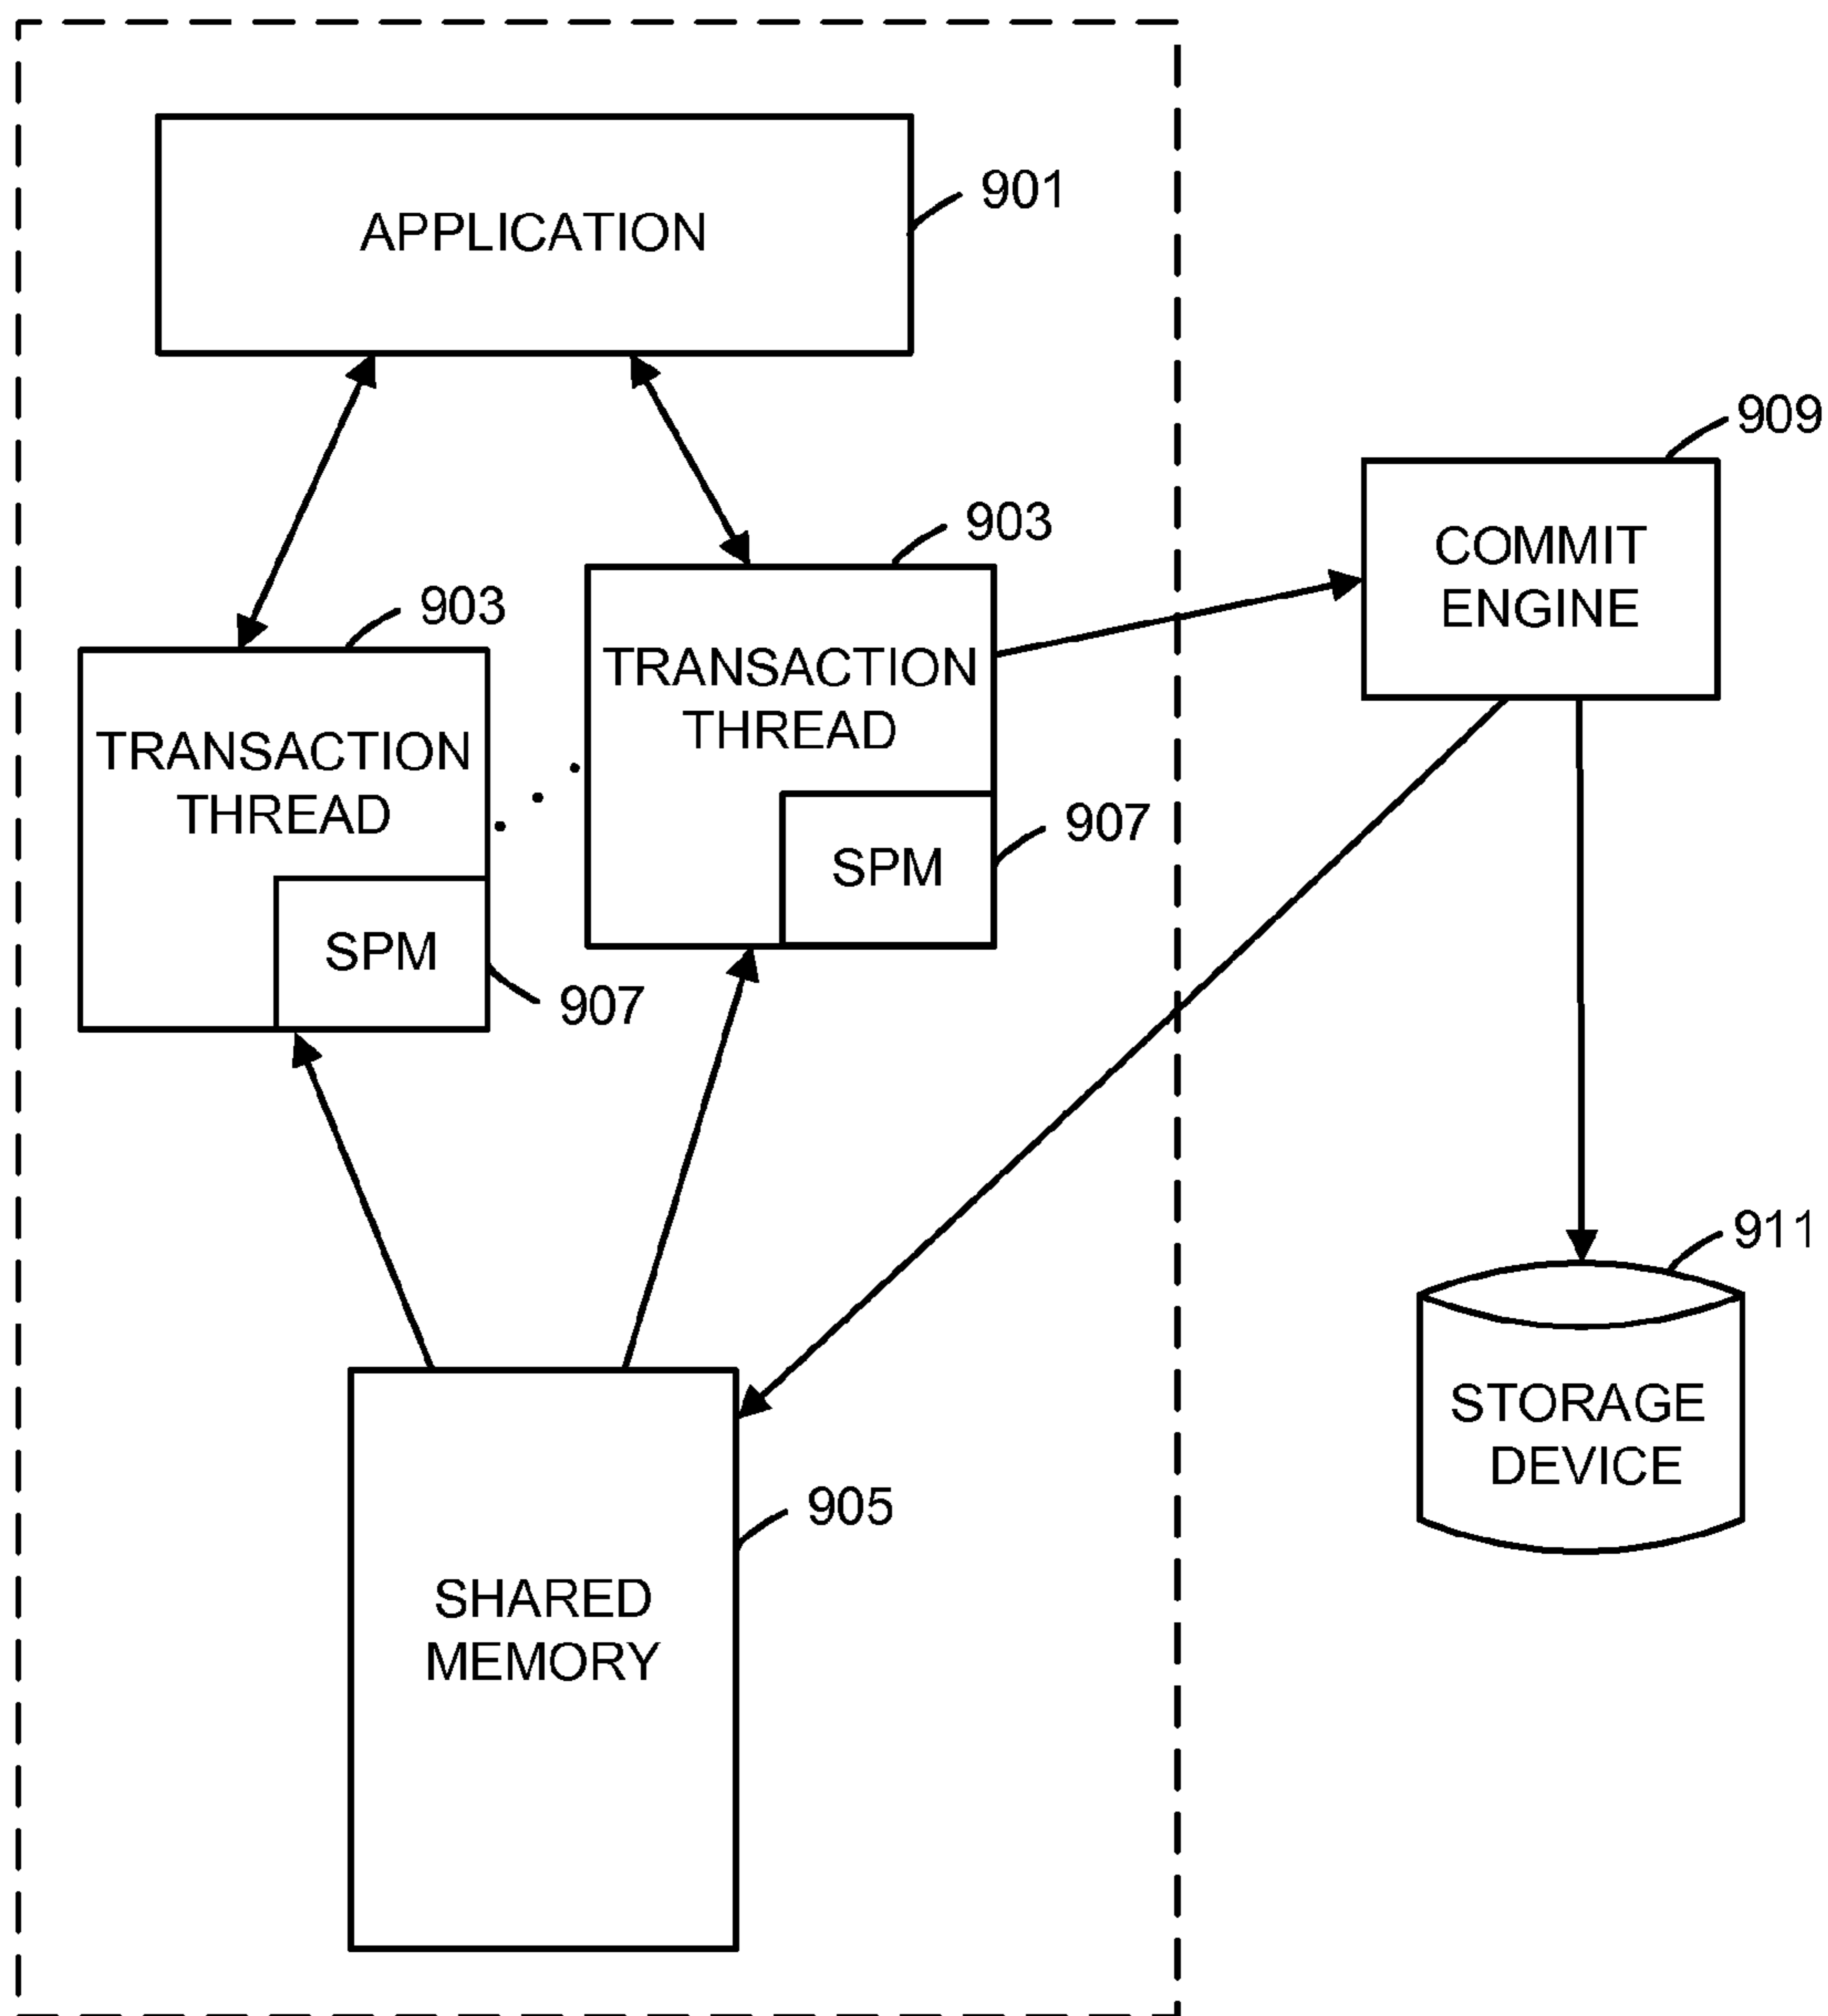 APPLICATION
901
909
COMMIT
ENGINE
903
TRANSACTION
THREAD
SPM
907
903
TRANSACTION
THREAD
SPM
907
911
STORAGE
DEVICE
905
SHARED
MEMORY